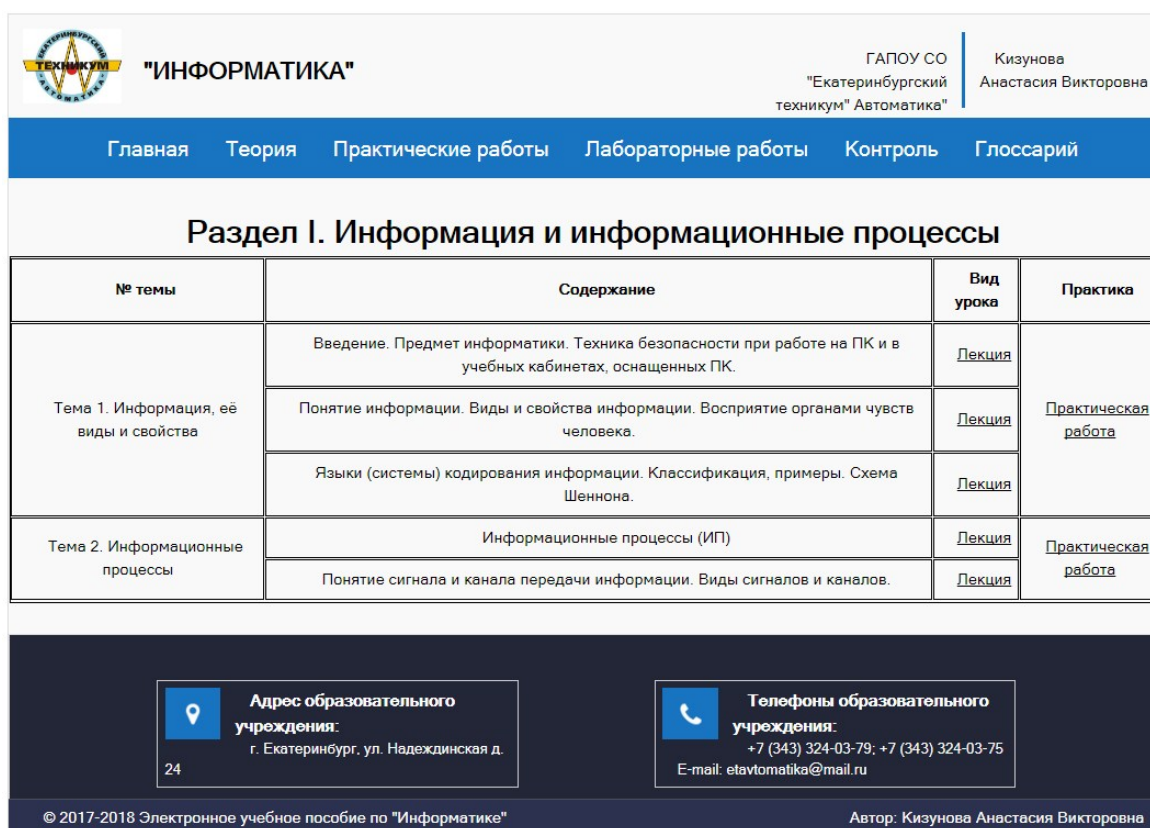 ЕКАТЕРИНБУРГСКИЙ
ТЕХНИКУМ
АВТОМАТИКА
"ИНФОРМАТИКА"
ГАПОУ СО
"Екатеринбургский
техникум" Автоматика"
Кизунова
Анастасия Викторовна
Главная Теория Практические работы Лабораторные работы Контроль Глоссарий
Раздел I. Информация и информационные процессы
№ темы Содержание Вид урока Практика
Тема 1. Информация, её
виды и свойства
Введение. Предмет информатики. Техника безопасности при работе на ПК и в
учебных кабинетах, оснащенных ПК.
Лекция
Понятие информации. Виды и свойства информации. Восприятие органами чувств
человека.
Лекция
Языки (системы) кодирования информации. Классификация, примеры. Схема
Шеннона.
Лекция
Практическая
работа
Тема 2. Информационные
процессы
Информационные процессы (ИП)
Лекция
Понятие сигнала и канала передачи информации. Виды сигналов и каналов.
Лекция
Практическая
работа
Адрес образовательного
учреждения:
г. Екатеринбург, ул. Надеждинская д.
24
Телефоны образовательного
учреждения:
+7 (343) 324-03-79; +7 (343) 324-03-75
E-mail: etavtomatika@mail.ru
© 2017-2018 Электронное учебное пособие по "Информатике"
Автор: Кизунова Анастасия Викторовна